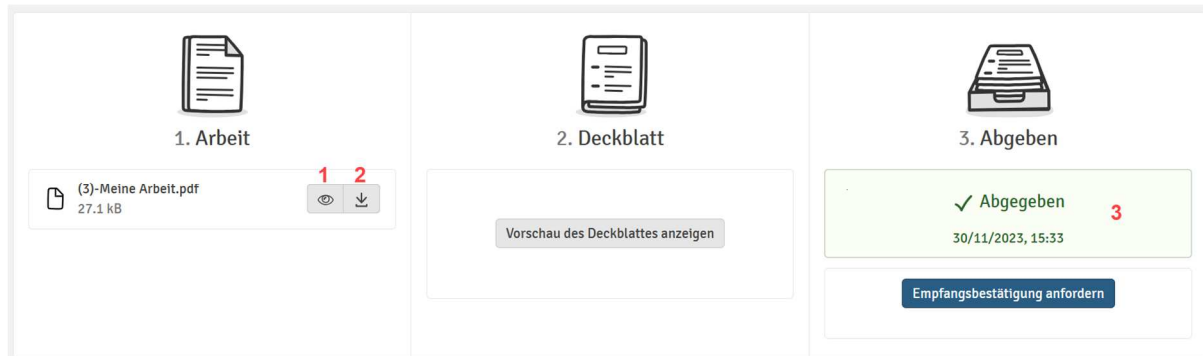 1. Arbeit
(3)-Meine Arbeit.pdf
27.1 kB
1
2
2. Deckblatt
Vorschau des Deckblattes anzeigen
3. Abgeben
Abgegeben
3
30/11/2023, 15:33
Empfangsbestätigung anfordern